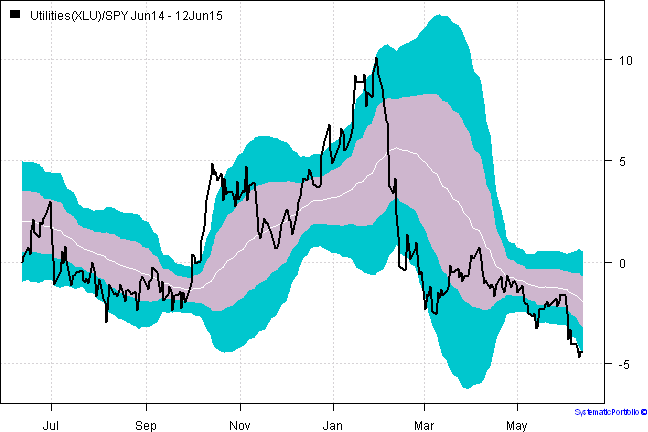 Utilities(XLU)/SPY Jun14 - 12Jun15
10
5
0
-5
Jul Sep Nov Jan Mar May
SystematicPortfolio ©